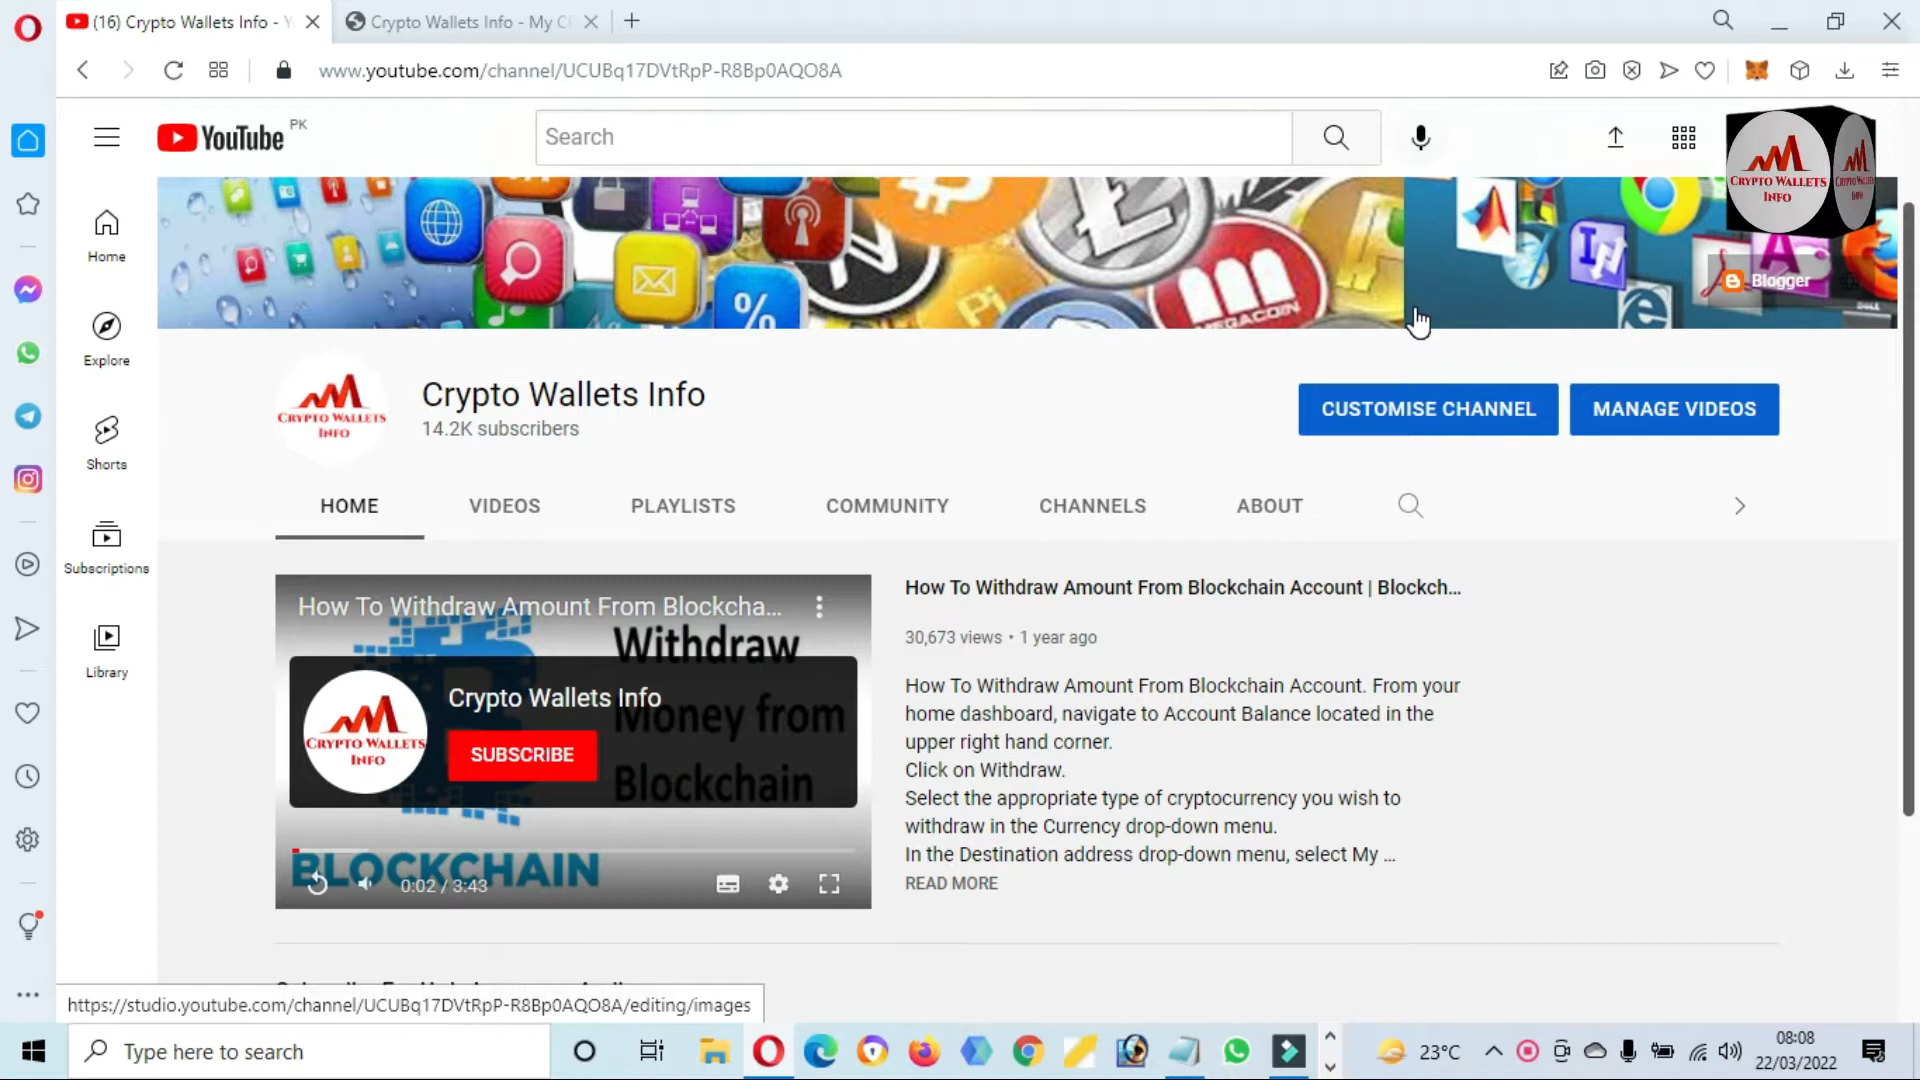 (16) Crypto Wallets Info - Y
Crypto Wallets Info - My C
www.youtube.com/channel/UCUBq17DVtRpP-R8Bp0AQO8A
YouTube PK
Search
CRYPTO WALLETS
INFO
CRYPTO WALLETS
INFO
Blogger
MEGACOIN
Home
Explore
Shorts
Subscriptions
Library
CRYPTO WALLETS
INFO
Crypto Wallets Info
14.2K subscribers
CUSTOMISE CHANNEL
MANAGE VIDEOS
HOME
VIDEOS
PLAYLISTS
COMMUNITY
CHANNELS
ABOUT
How To Withdraw Amount From Blockcha...
Withdraw
Money from
Blockchain
CRYPTO WALLETS
INFO
Crypto Wallets Info
SUBSCRIBE
BLOCKCHAIN
0:02 / 3:43
How To Withdraw Amount From Blockchain Account | Blockch...
30,673 views • 1 year ago
How To Withdraw Amount From Blockchain Account. From your
home dashboard, navigate to Account Balance located in the
upper right hand corner.
Click on Withdraw.
Select the appropriate type of cryptocurrency you wish to
withdraw in the Currency drop-down menu.
In the Destination address drop-down menu, select My ...
READ MORE
https://studio.youtube.com/channel/UCUBq17DVtRpP-R8Bp0AQO8A/editing/images
Type here to search
23°C
08:08
22/03/2022